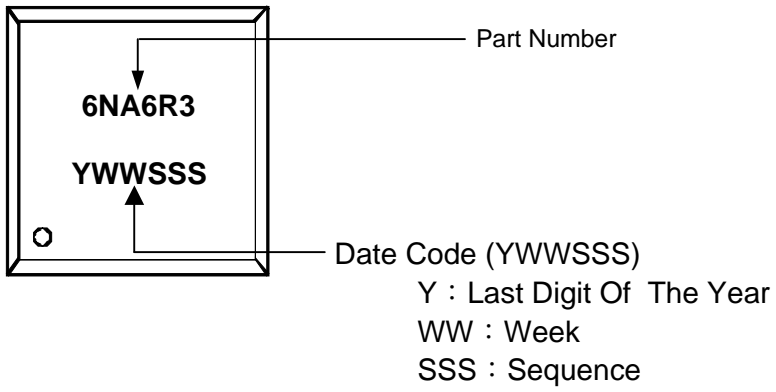 Part Number
6NA6R3
YWWSSS
Date Code (YWWSSS)
Y：Last Digit Of The Year
WW：Week
SSS：Sequence